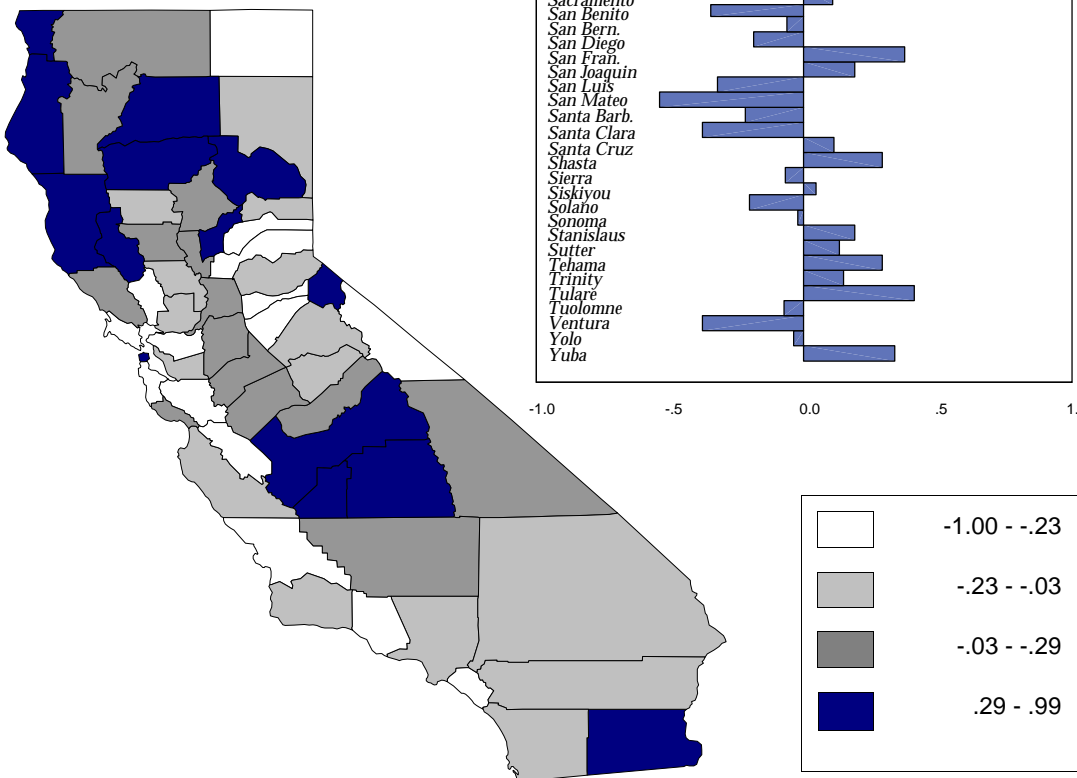 Sacramento
San Benito
San Bern.
San Diego
San Fran.
San Joaquin
San Luis
San Mateo
Santa Barb.
Santa Clara
Santa Cruz
Shasta
Sierra
Siskiyou
Solano
Sonoma
Stanislaus
Sutter
Tehama
Trinity
Tulare
Tuolomne
Ventura
Yolo
Yuba
-1.0 -.5 0.0 .5 1.
-1.00 - -.23
-.23 - -.03
-.03 - -.29
.29 - .99